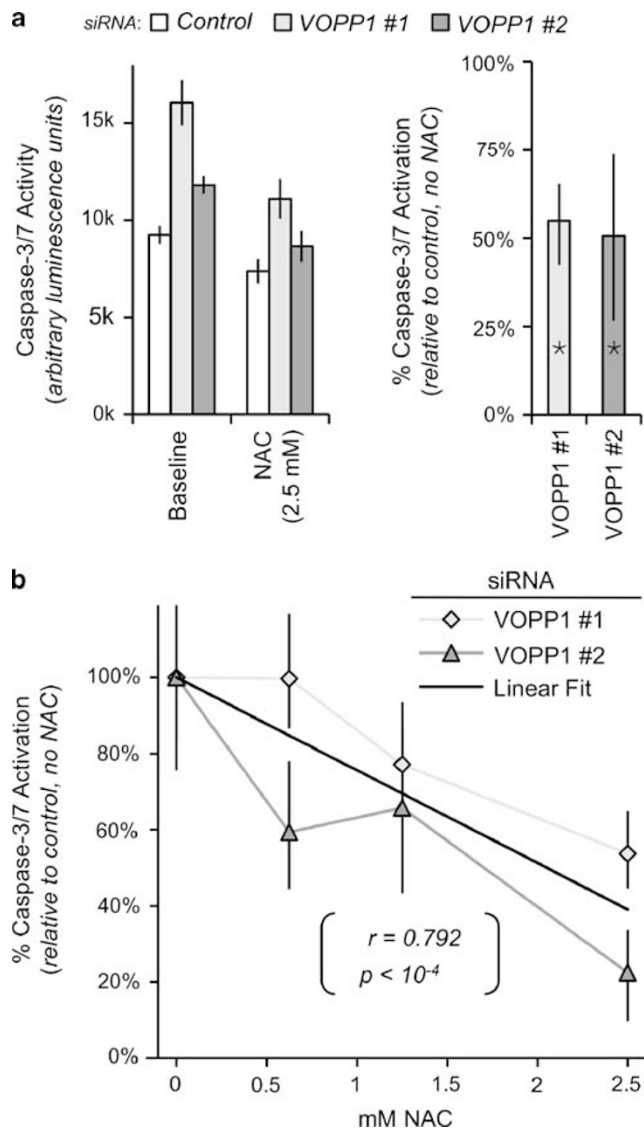 a
siRNA: Control VOPP1 #1 VOPP1 #2
Caspase-3/7 Activity
(arbitrary luminescence units)
15k
10k
5k
0k
Baseline
NAC
(2.5 mM)
% Caspase-3/7 Activation
(relative to control, no NAC)
100%
75%
50%
25%
0%
*
*
VOPP1 #1
VOPP1 #2
b
siRNA
VOPP1 #1
VOPP1 #2
Linear Fit
% Caspase-3/7 Activation
(relative to control, no NAC)
100%
80%
60%
40%
20%
0%
r = 0.792
p < 10⁻⁴
0 0.5 1 1.5 2 2.5
mM NAC